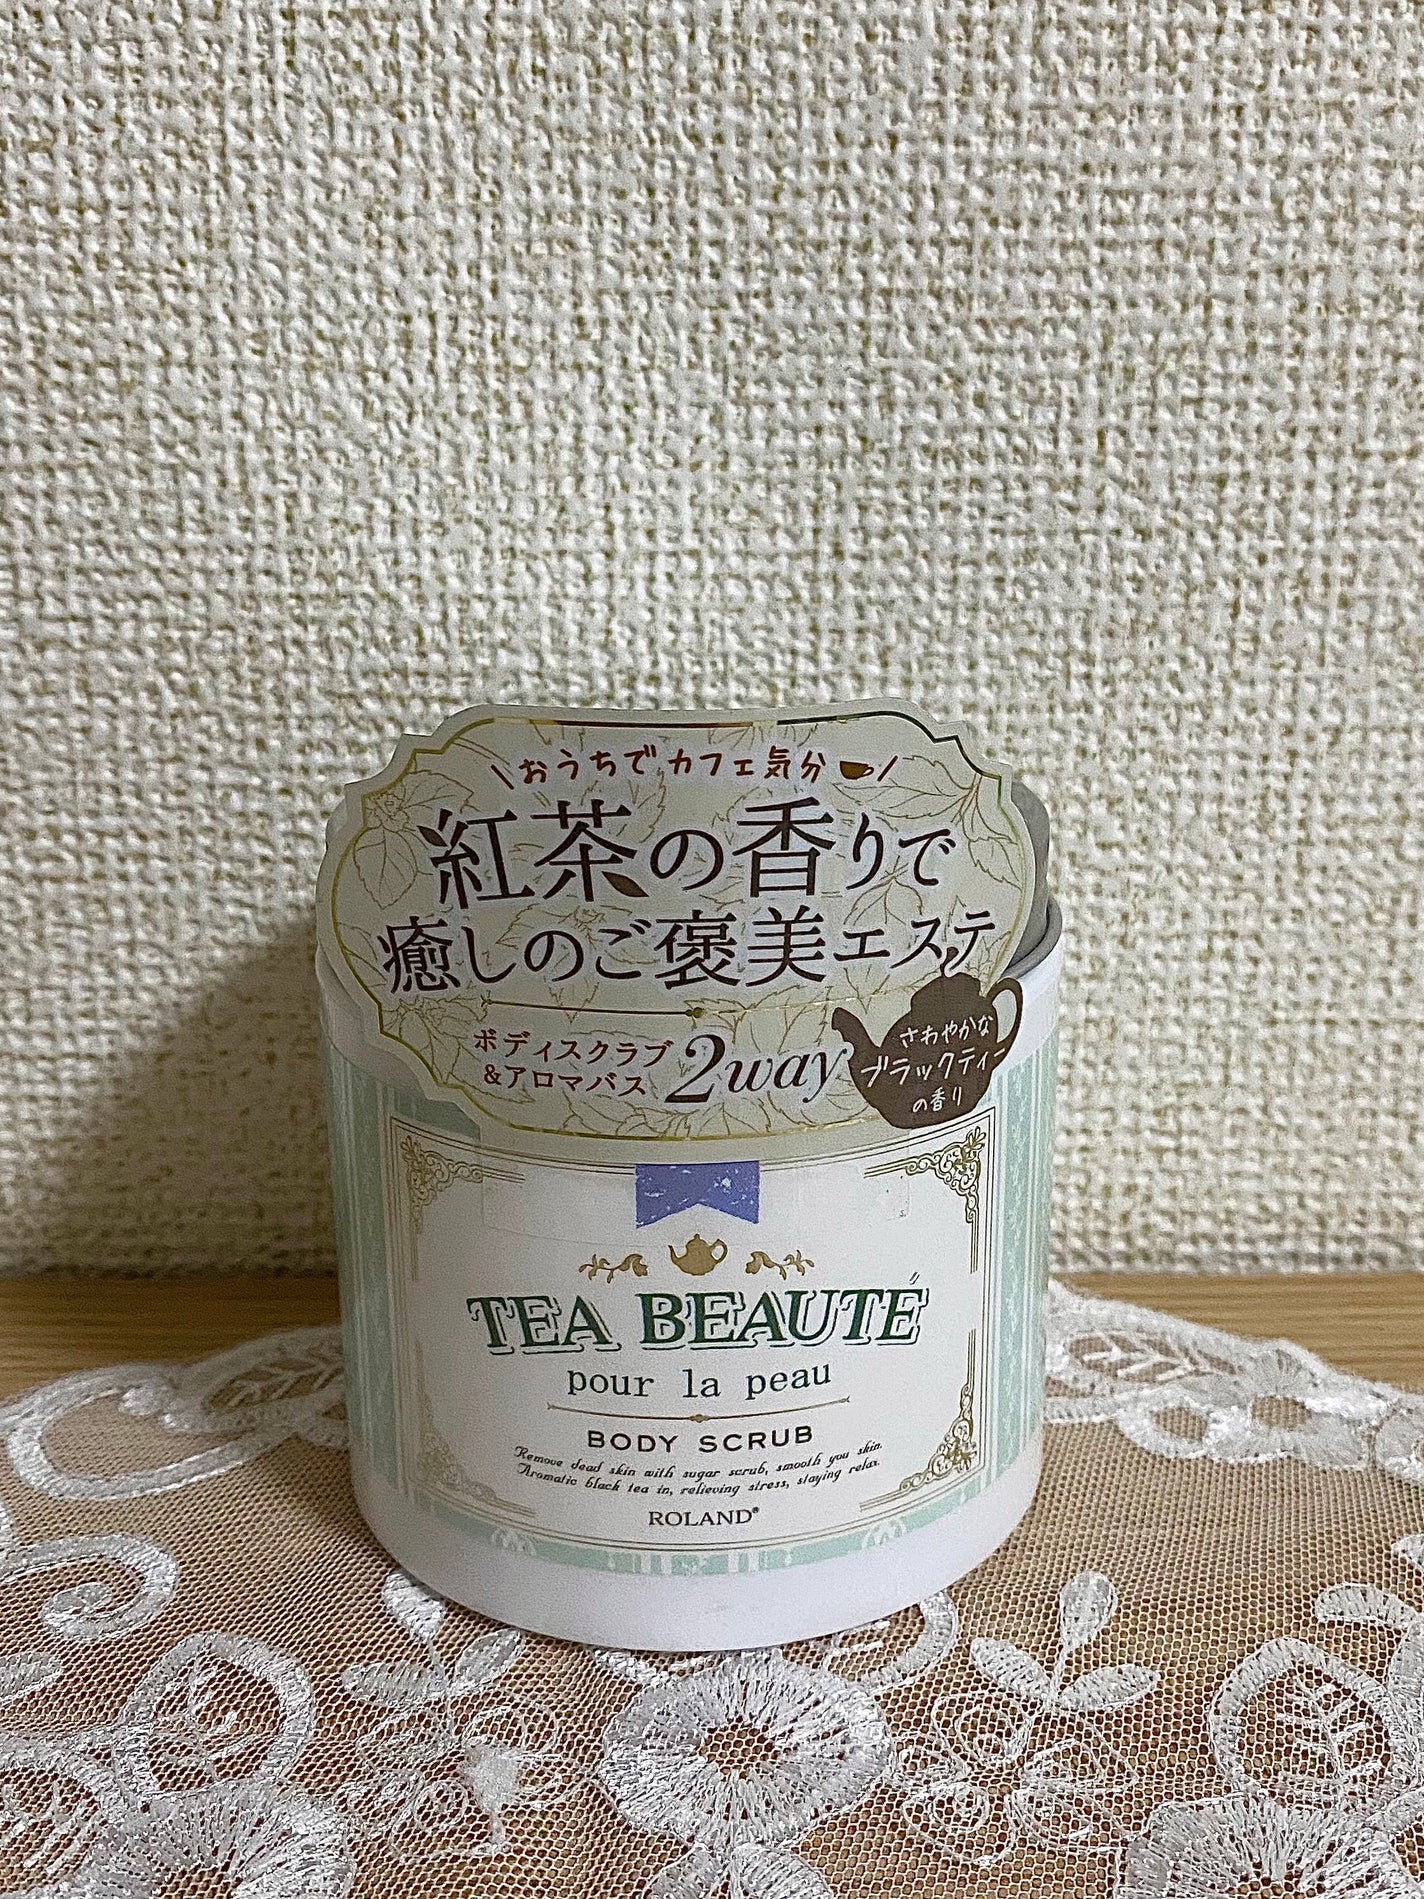 \おうちでカフェ気分/
紅茶の香りで
癒しのご褒美エステ
ボディスクラブ
&アロマバス
2way
さわやかな
ブラックティー
の香り
TEA BEAUTÉ
pour la peau
BODY SCRUB
Remove dead skin with sugar scrub, smooth you skin.
Aromatic black tea in, relieving stress, staying relax.
ROLAND®